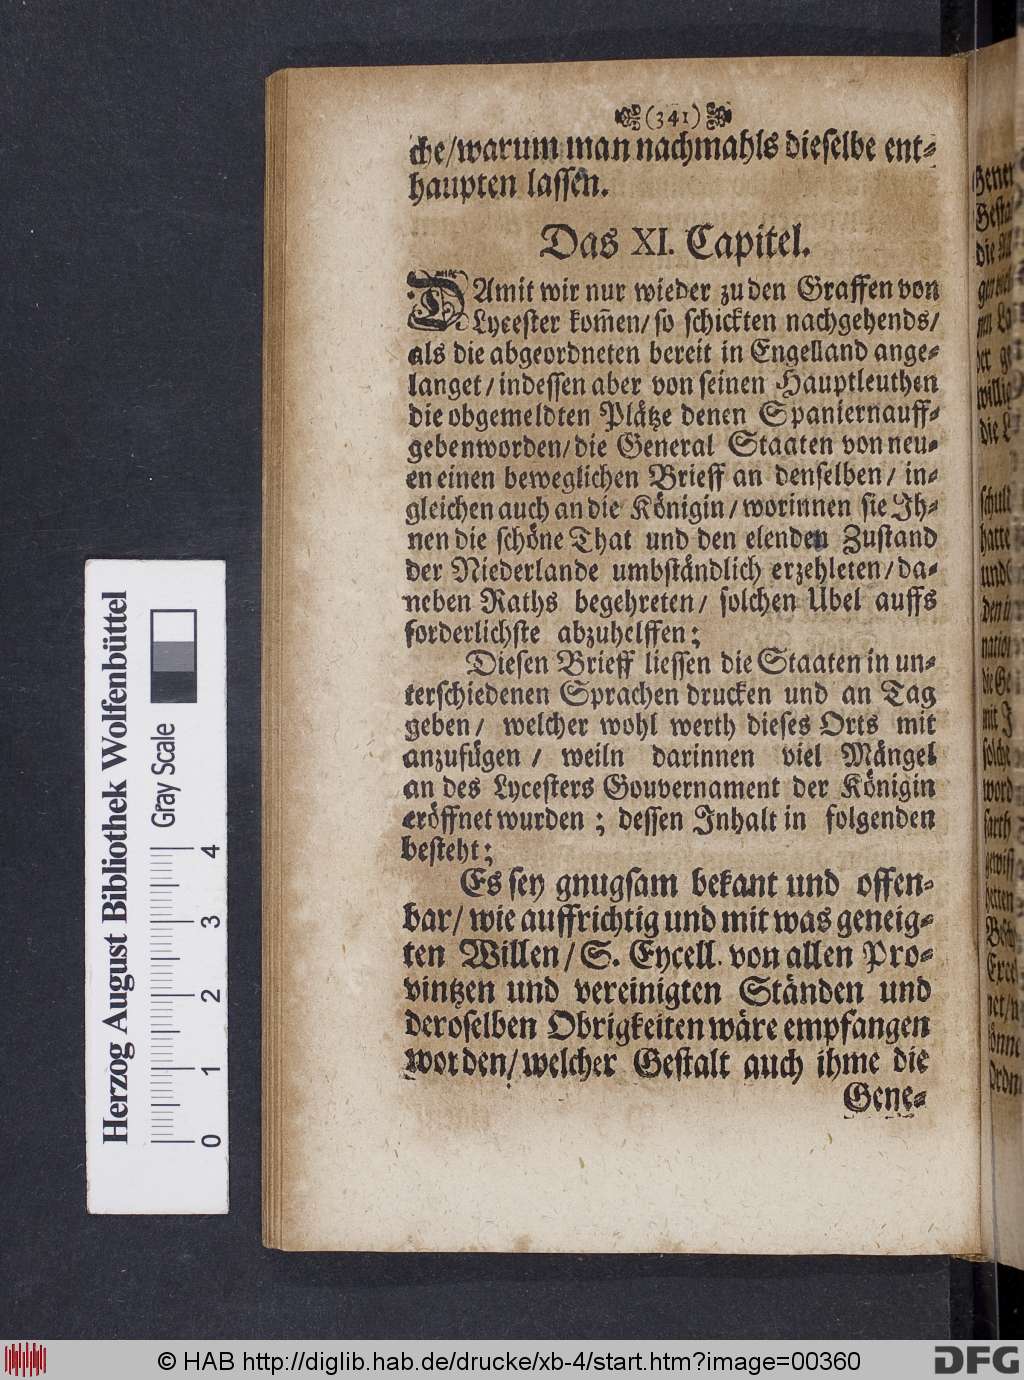 (341)
che/warum man nachmahls dieselbe ent-
haupten lassen.
Das XI. Capitel.
DAmit wir nur wieder zu den Graffen von
Lycester kom̃en/ so schickten nachgehends/
als die abgeordneten bereit in Engelland ange-
langet/ indessen aber von seinen Hauptleuthen
die obgemeldten Plätze denen Spaniern auff-
gebenworden/ die General Staaten von neu-
en einen beweglichen Brieff an denselben/ in-
gleichen auch an die Königin/ worinnen sie Ih-
nen die schöne That und den elenden Zustand
der Niederlande umbständlich erzehleten/ da-
neben Raths begehreten/ solchen Ubel auffs
forderlichste abzuhelffen;
Diesen Brieff liessen die Staaten in un-
terschiedenen Sprachen drucken und an Tag
geben/ welcher wohl werth dieses Orts mit
anzufügen/ weiln darinnen viel Mängel
an des Lycesters Gouvernament der Königin
eröffnet wurden; dessen Inhalt in folgenden
besteht;
Es sey gnugsam bekant und offen-
bar/ wie auffrichtig und mit was geneig-
ten Willen/ S. Eycell. von allen Pro-
vintzen und vereinigten Ständen und
deroselben Obrigkeiten wäre empfangen
worden/ welcher Gestalt auch ihme die
Gene-
Herzog August Bibliothek Wolfenbüttel
Gray Scale
0 1 2 3 4
© HAB http://diglib.hab.de/drucke/xb-4/start.htm?image=00360
DFG